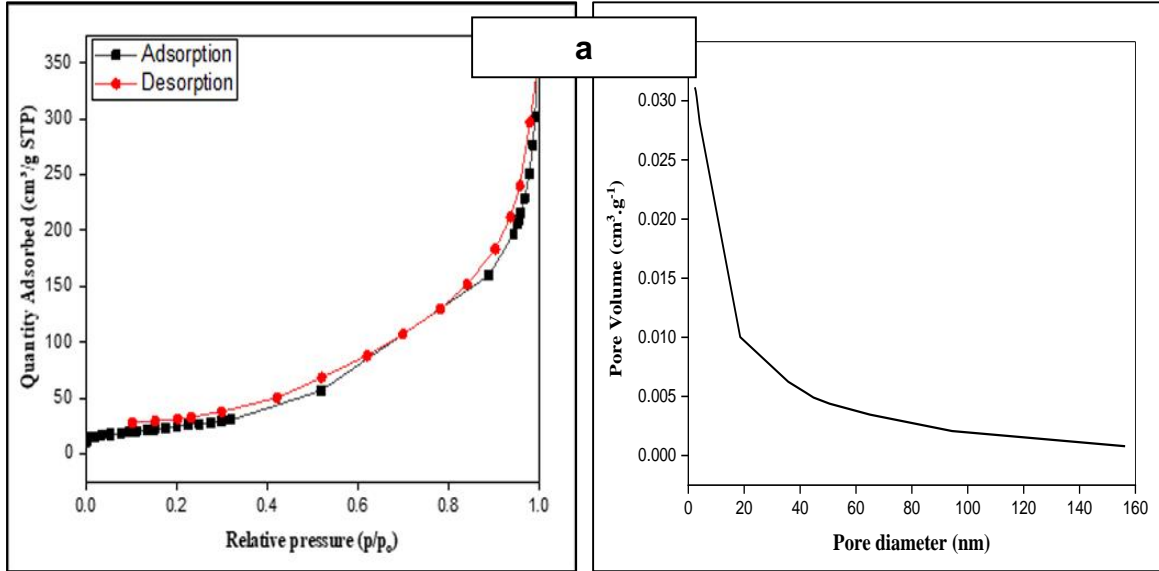 a
Adsorption
Desorption
Quantity Adsorbed (cm³/g STP)
350
300
250
200
150
100
50
0
0.0 0.2 0.4 0.6 0.8 1.0
Relative pressure (p/p₀)
Pore Volume (cm³.g⁻¹)
0.030
0.025
0.020
0.015
0.010
0.005
0.000
0 20 40 60 80 100 120 140 160
Pore diameter (nm)